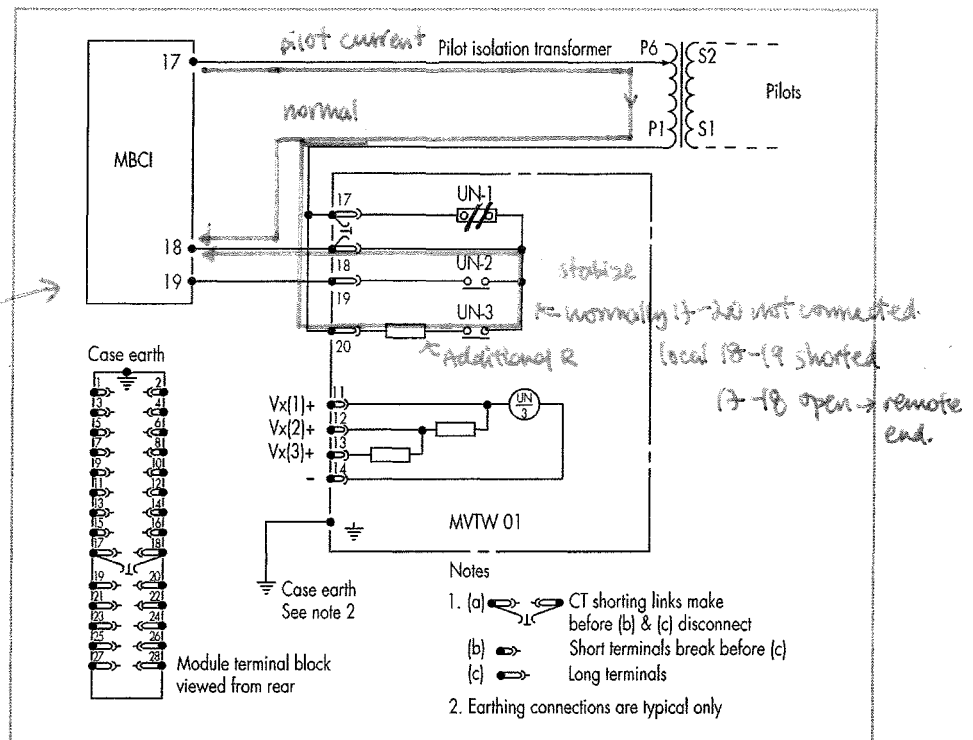 pilot current
Pilot isolation transformer
P6
S2
17
Pilots
normal
P1
S1
MBCI
17
UN-1
18
18
UN-2
19
19
stabize
UN-3
normally 17-20 not connected.
20
Additional R
local 18-19 shorted
17-18 open → remote end.
Case earth
1 2
3 4
5 6
7 8
9 10
11 12
13 14
15 16
17 18
19 20
21 22
23 24
25 26
27 28
Module terminal block
viewed from rear
Vx(1)+ 11
UN
3
Vx(2)+ 12
Vx(3)+ 13
- 14
MVTW 01
Case earth
See note 2
Notes
1. (a) CT shorting links make
before (b) & (c) disconnect
(b) Short terminals break before (c)
(c) Long terminals
2. Earthing connections are typical only